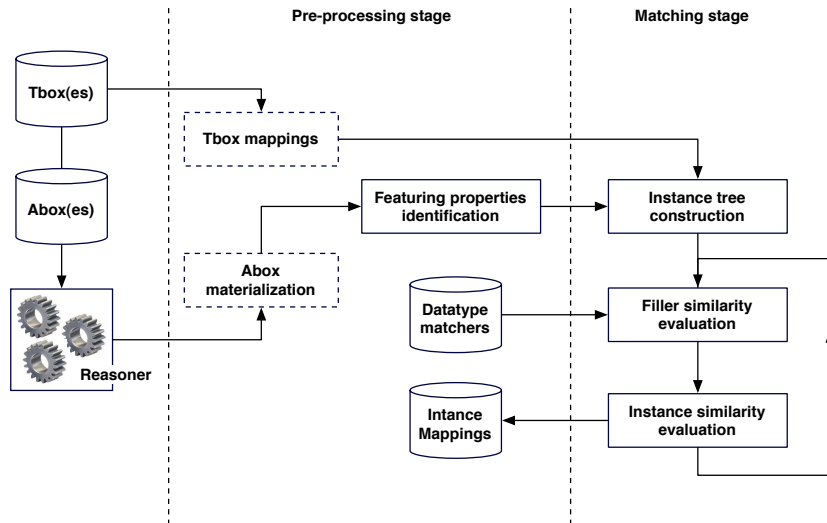 Pre-processing stage
Matching stage
Tbox(es)
Tbox mappings
Abox(es)
Featuring properties
identification
Instance tree
construction
Abox
materialization
Datatype
matchers
Filler similarity
evaluation
Reasoner
Intance
Mappings
Instance similarity
evaluation